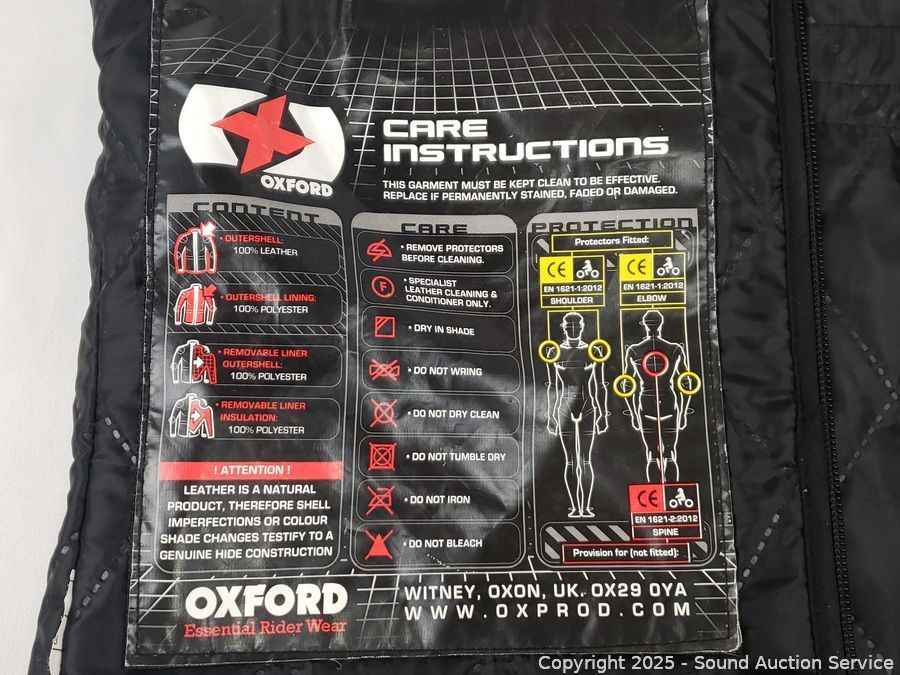 OXFORD
CARE
INSTRUCTIONS
THIS GARMENT MUST BE KEPT CLEAN TO BE EFFECTIVE.
REPLACE IF PERMANENTLY STAINED, FADED OR DAMAGED.
CONTENT
• OUTERSHELL:
100% LEATHER
• OUTERSHELL LINING:
100% POLYESTER
• REMOVABLE LINER
OUTERSHELL:
100% POLYESTER
• REMOVABLE LINER
INSULATION:
100% POLYESTER
! ATTENTION !
LEATHER IS A NATURAL
PRODUCT, THEREFORE SHELL
IMPERFECTIONS OR COLOUR
SHADE CHANGES TESTIFY TO A
GENUINE HIDE CONSTRUCTION
CARE
• REMOVE PROTECTORS
BEFORE CLEANING.
F
• SPECIALIST
LEATHER CLEANING &
CONDITIONER ONLY.
• DRY IN SHADE
• DO NOT WRING
• DO NOT DRY CLEAN
• DO NOT TUMBLE DRY
• DO NOT IRON
• DO NOT BLEACH
PROTECTION
Protectors Fitted:
CE
EN 1621-1:2012
SHOULDER
CE
EN 1621-1:2012
ELBOW
CE
EN 1621-2:2012
SPINE
Provision for (not fitted):
OXFORD
Essential Rider Wear
WITNEY, OXON, UK. OX29 0YA
WWW.OXPROD.COM
Copyright 2025 - Sound Auction Service